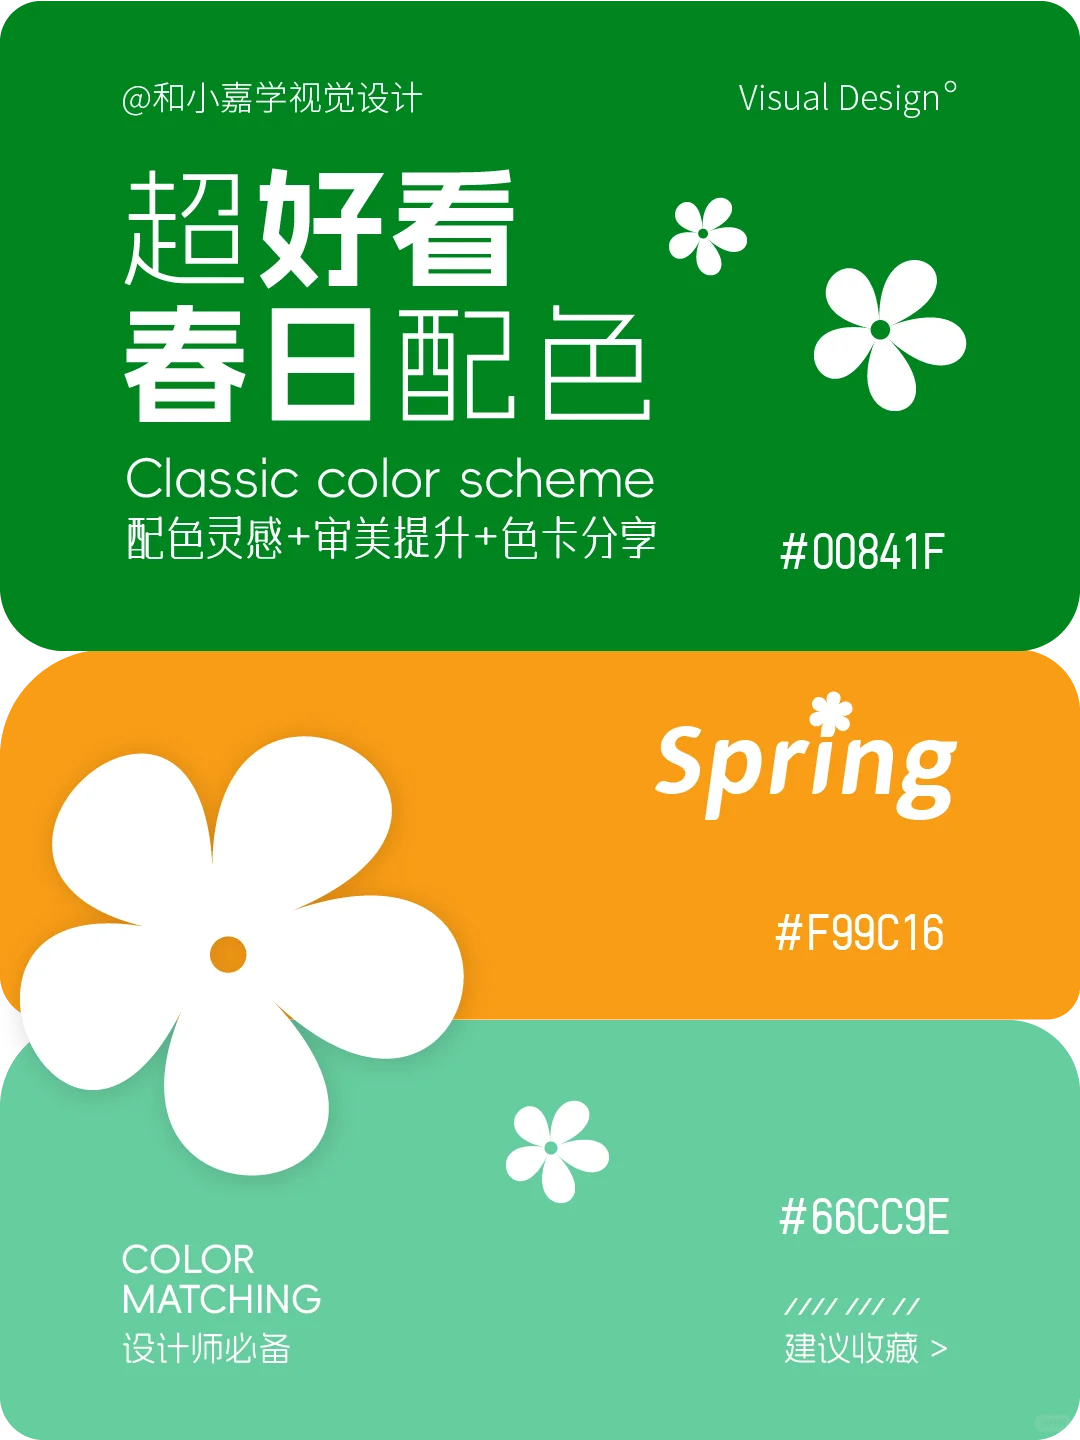 @和小嘉学视觉设计
Visual Design°
超好看
春日配色
Classic color scheme
配色灵感+审美提升+色卡分享
#00841F
Spring
#F99C16
#66CC9E
COLOR
MATCHING
设计师必备
//// /// //
建议收藏 >